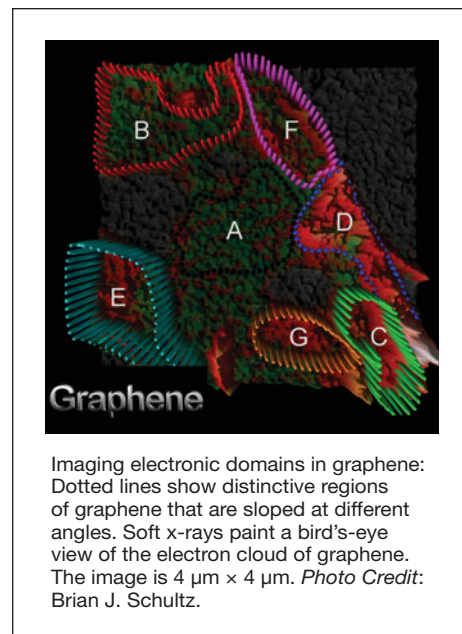 B
F
A
D
E
G
C
Graphene
Imaging electronic domains in graphene:
Dotted lines show distinctive regions
of graphene that are sloped at different
angles. Soft x-rays paint a bird’s-eye
view of the electron cloud of graphene.
The image is 4 µm × 4 µm. Photo Credit:
Brian J. Schultz.